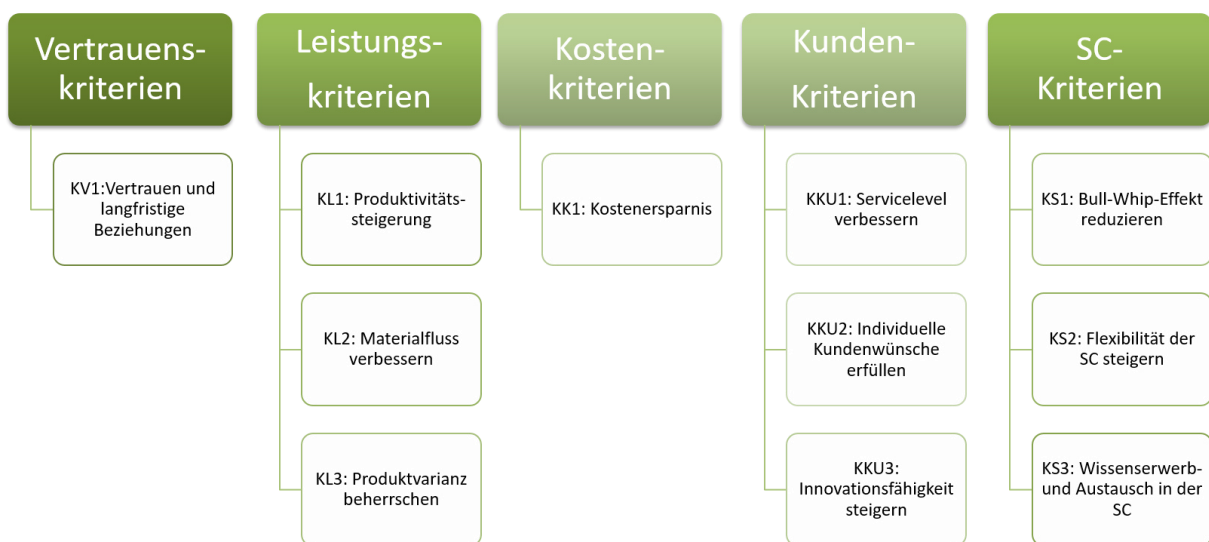 Vertrauens-
kriterien
KV1:Vertrauen und
langfristige
Beziehungen
Leistungs-
kriterien
KL1: Produktivitäts-
steigerung
KL2: Materialfluss
verbessern
KL3: Produktvarianz
beherrschen
Kosten-
kriterien
KK1: Kostenersparnis
Kunden-
Kriterien
KKU1: Servicelevel
verbessern
KKU2: Individuelle
Kundenwünsche
erfüllen
KKU3:
Innovationsfähigkeit
steigern
SC-
Kriterien
KS1: Bull-Whip-Effekt
reduzieren
KS2: Flexibilität der
SC steigern
KS3: Wissenserwerb-
und Austausch in der
SC